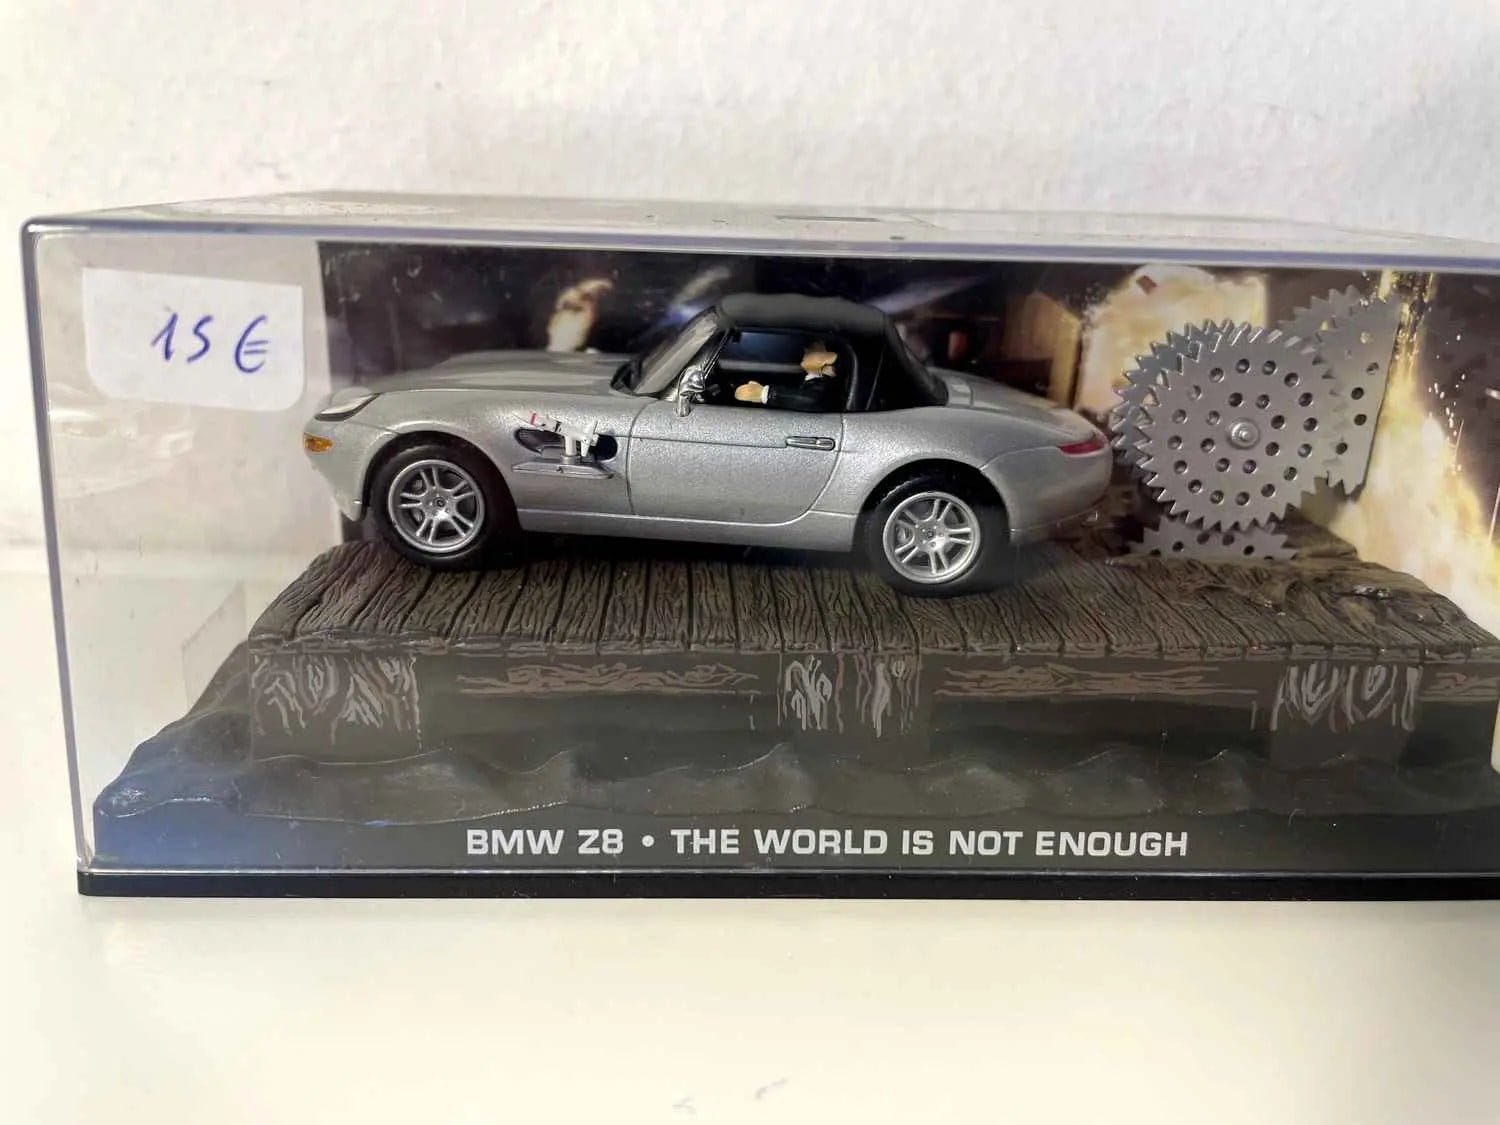 15 €
BMW Z8 • THE WORLD IS NOT ENOUGH